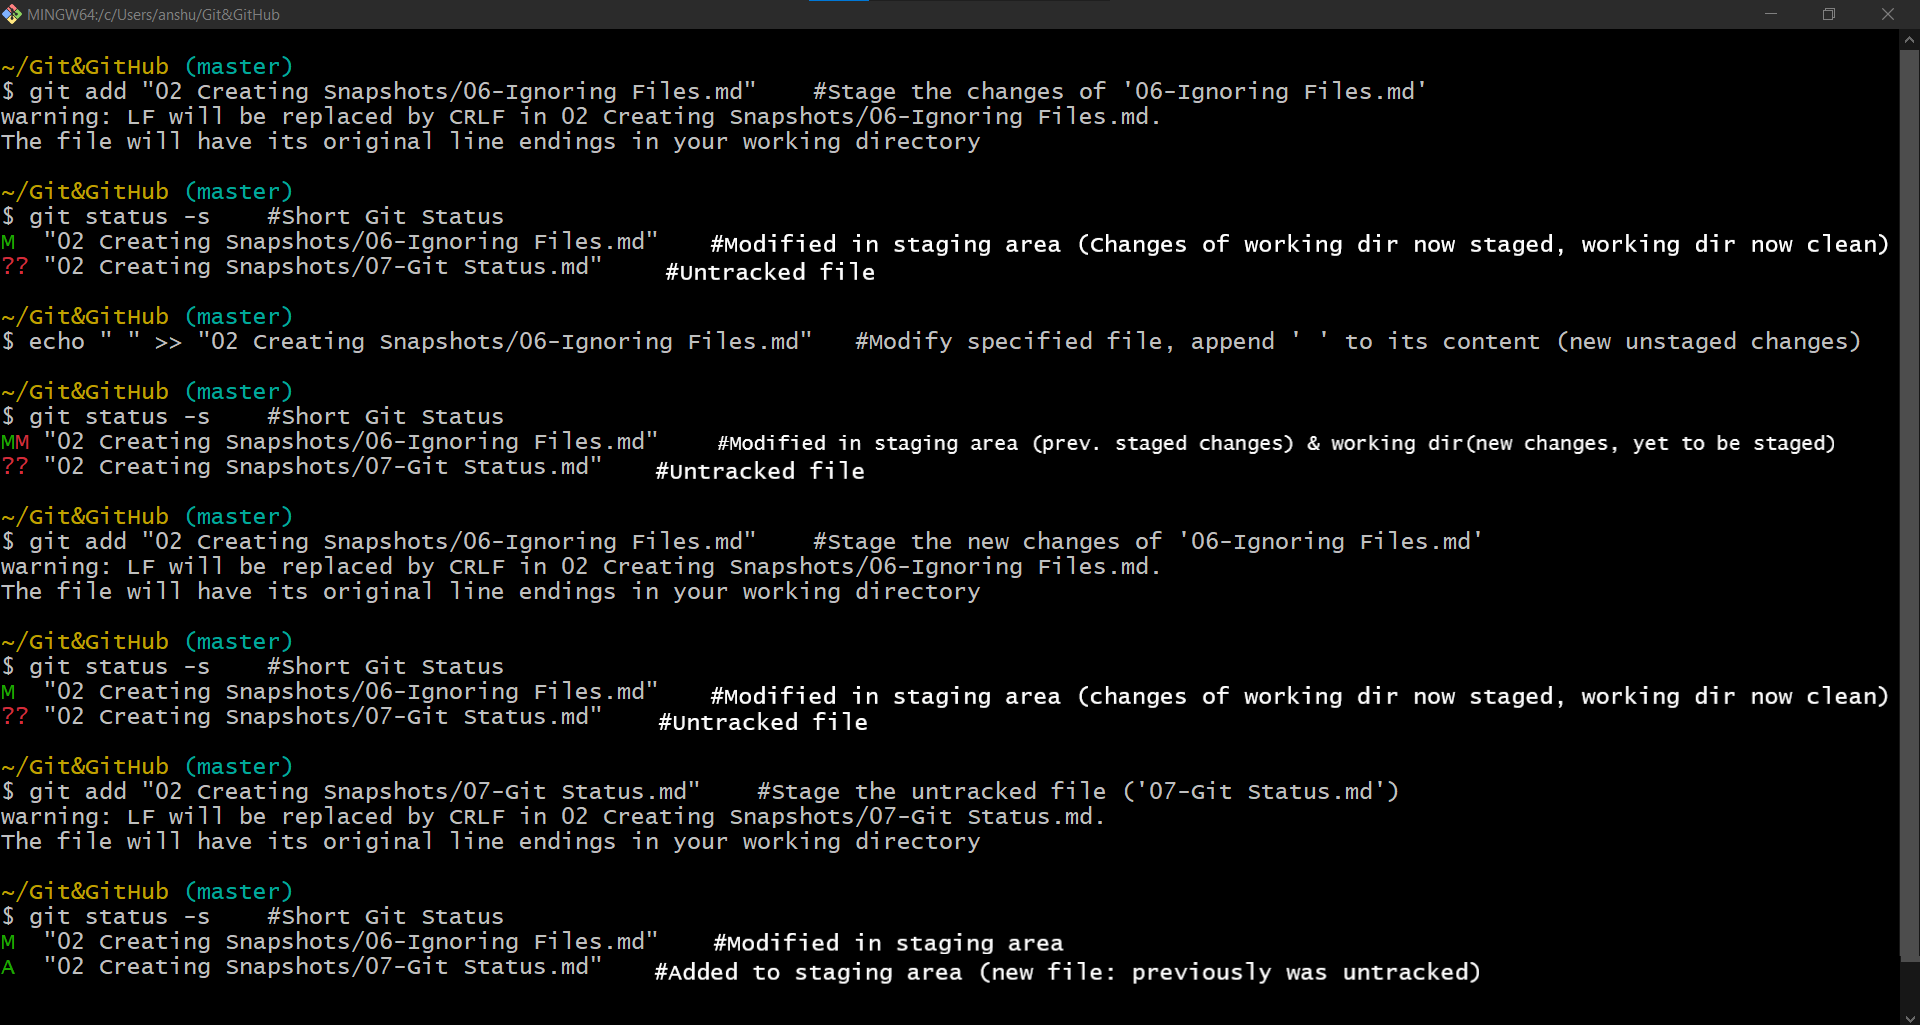 MINGW64:/c/Users/anshu/Git&GitHub
~/Git&GitHub (master)
$ git add "02 Creating Snapshots/06-Ignoring Files.md"    #Stage the changes of '06-Ignoring Files.md'
warning: LF will be replaced by CRLF in 02 Creating Snapshots/06-Ignoring Files.md.
The file will have its original line endings in your working directory
~/Git&GitHub (master)
$ git status -s    #Short Git Status
M  "02 Creating Snapshots/06-Ignoring Files.md"    #Modified in staging area (Changes of working dir now staged, working dir now clean)
?? "02 Creating Snapshots/07-Git Status.md"    #Untracked file
~/Git&GitHub (master)
$ echo " " >> "02 Creating Snapshots/06-Ignoring Files.md"   #Modify specified file, append ' ' to its content (new unstaged changes)
~/Git&GitHub (master)
$ git status -s    #Short Git Status
MM "02 Creating Snapshots/06-Ignoring Files.md"    #Modified in staging area (prev. staged changes) & working dir(new changes, yet to be staged)
?? "02 Creating Snapshots/07-Git Status.md"    #Untracked file
~/Git&GitHub (master)
$ git add "02 Creating Snapshots/06-Ignoring Files.md"    #Stage the new changes of '06-Ignoring Files.md'
warning: LF will be replaced by CRLF in 02 Creating Snapshots/06-Ignoring Files.md.
The file will have its original line endings in your working directory
~/Git&GitHub (master)
$ git status -s    #Short Git Status
M  "02 Creating Snapshots/06-Ignoring Files.md"    #Modified in staging area (changes of working dir now staged, working dir now clean)
?? "02 Creating Snapshots/07-Git Status.md"    #Untracked file
~/Git&GitHub (master)
$ git add "02 Creating Snapshots/07-Git Status.md"    #Stage the untracked file ('07-Git Status.md')
warning: LF will be replaced by CRLF in 02 Creating Snapshots/07-Git Status.md.
The file will have its original line endings in your working directory
~/Git&GitHub (master)
$ git status -s    #Short Git Status
M  "02 Creating Snapshots/06-Ignoring Files.md"    #Modified in staging area
A  "02 Creating Snapshots/07-Git Status.md"    #Added to staging area (new file: previously was untracked)